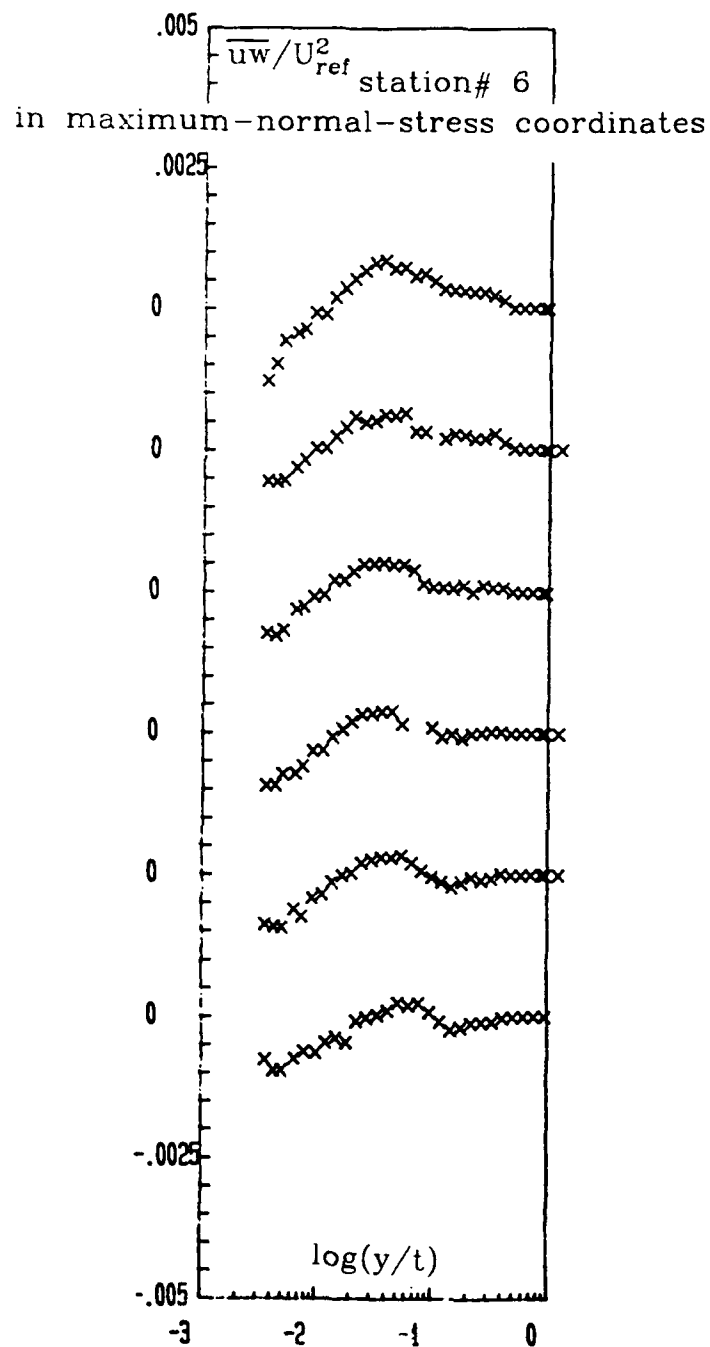 .005
u̅w̅/U²ref
station# 6
in maximum-normal-stress coordinates
.0025
0
0
0
0
0
0
-.0025
log(y/t)
-.005
-3 -2 -1 0